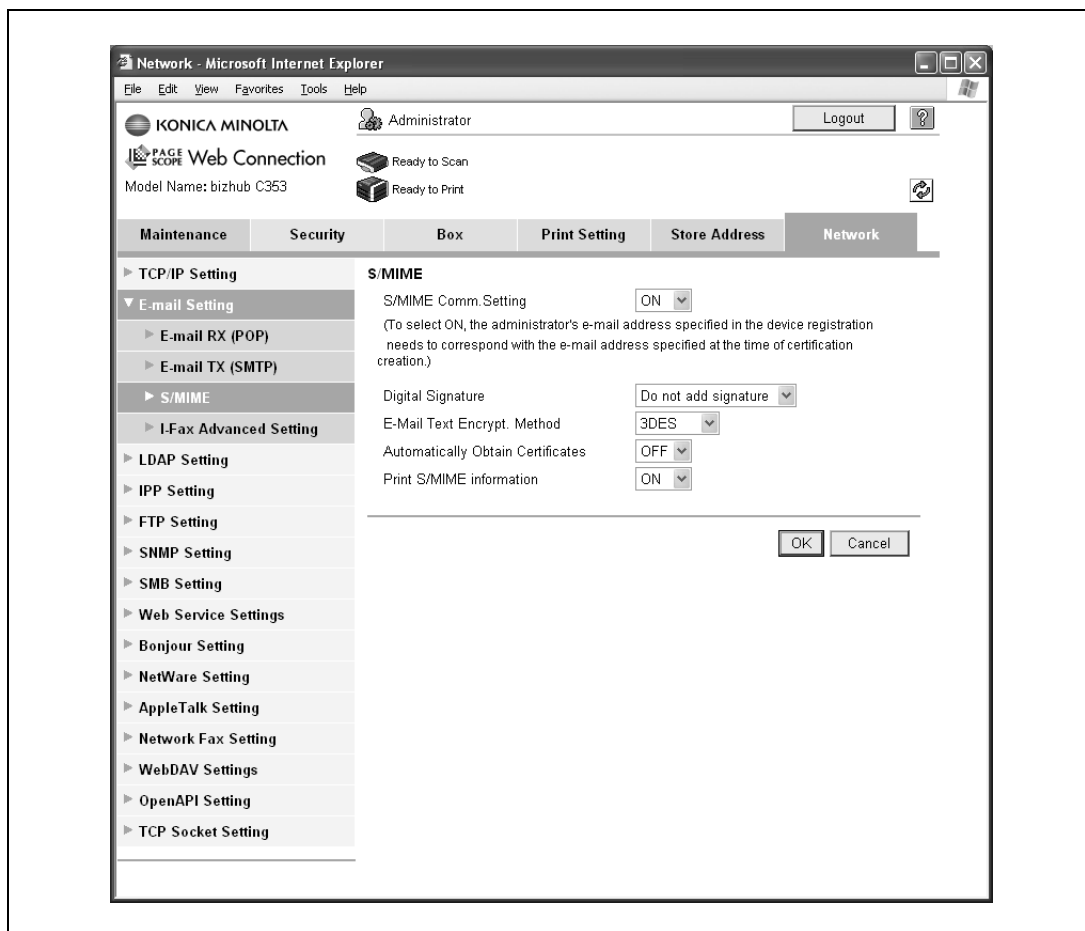 Network - Microsoft Internet Explorer
File Edit View Favorites Tools Help
KONICA MINOLTA
Administrator
Logout
?
PAGE SCOPE Web Connection
Ready to Scan
Model Name: bizhub C353
Ready to Print
Maintenance Security Box Print Setting Store Address Network
TCP/IP Setting
E-mail Setting
E-mail RX (POP)
E-mail TX (SMTP)
S/MIME
I-Fax Advanced Setting
LDAP Setting
IPP Setting
FTP Setting
SNMP Setting
SMB Setting
Web Service Settings
Bonjour Setting
NetWare Setting
AppleTalk Setting
Network Fax Setting
WebDAV Settings
OpenAPI Setting
TCP Socket Setting
S/MIME
S/MIME Comm.Setting ON
(To select ON, the administrator's e-mail address specified in the device registration
needs to correspond with the e-mail address specified at the time of certification
creation.)
Digital Signature Do not add signature
E-Mail Text Encrypt. Method 3DES
Automatically Obtain Certificates OFF
Print S/MIME information ON
OK Cancel